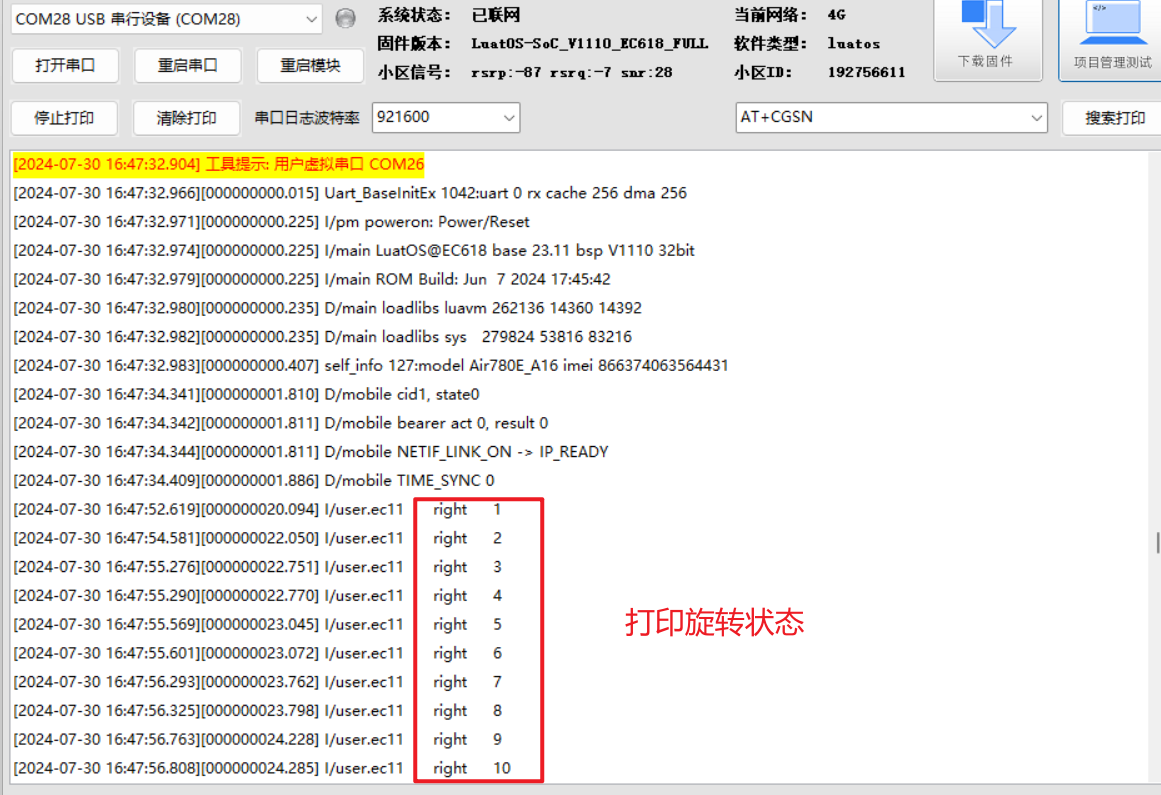 COM28 USB 串行设备 (COM28)
系统状态： 已联网
当前网络： 4G
固件版本： LuatOS-SoC_V1110_EC618_FULL
软件类型： luatos
小区信号： rsrp:-87 rsrq:-7 snr:28
小区ID： 192756611
打开串口
重启串口
重启模块
</>
下载固件
项目管理测试
停止打印
清除打印
串口日志波特率
921600
AT+CGSN
搜索打印
[2024-07-30 16:47:32.904] 工具提示: 用户虚拟串口 COM26
[2024-07-30 16:47:32.966][000000000.015] Uart_BaseInitEx 1042:uart 0 rx cache 256 dma 256
[2024-07-30 16:47:32.971][000000000.225] I/pm poweron: Power/Reset
[2024-07-30 16:47:32.974][000000000.225] I/main LuatOS@EC618 base 23.11 bsp V1110 32bit
[2024-07-30 16:47:32.979][000000000.225] I/main ROM Build: Jun  7 2024 17:45:42
[2024-07-30 16:47:32.980][000000000.235] D/main loadlibs luavm 262136 14360 14392
[2024-07-30 16:47:32.982][000000000.235] D/main loadlibs sys   279824 53816 83216
[2024-07-30 16:47:32.983][000000000.407] self_info 127:model Air780E_A16 imei 866374063564431
[2024-07-30 16:47:34.341][000000001.810] D/mobile cid1, state0
[2024-07-30 16:47:34.342][000000001.811] D/mobile bearer act 0, result 0
[2024-07-30 16:47:34.344][000000001.811] D/mobile NETIF_LINK_ON -> IP_READY
[2024-07-30 16:47:34.409][000000001.886] D/mobile TIME_SYNC 0
[2024-07-30 16:47:52.619][000000020.094] I/user.ec11 right 1
[2024-07-30 16:47:54.581][000000022.050] I/user.ec11 right 2
[2024-07-30 16:47:55.276][000000022.751] I/user.ec11 right 3
[2024-07-30 16:47:55.290][000000022.770] I/user.ec11 right 4
[2024-07-30 16:47:55.569][000000023.045] I/user.ec11 right 5
[2024-07-30 16:47:55.601][000000023.072] I/user.ec11 right 6
[2024-07-30 16:47:56.293][000000023.762] I/user.ec11 right 7
[2024-07-30 16:47:56.325][000000023.798] I/user.ec11 right 8
[2024-07-30 16:47:56.763][000000024.228] I/user.ec11 right 9
[2024-07-30 16:47:56.808][000000024.285] I/user.ec11 right 10
打印旋转状态